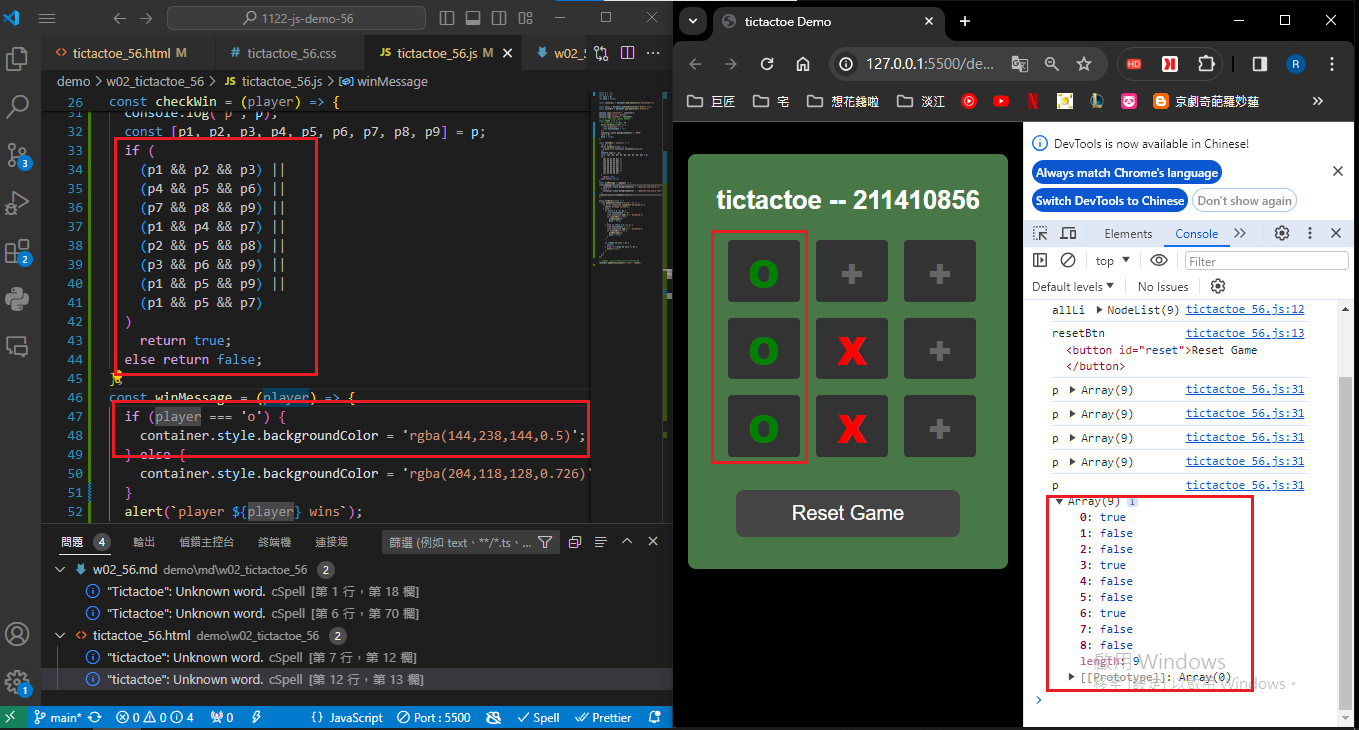 1122-js-demo-56
tictactoe_56.html M
# tictactoe_56.css
JS tictactoe_56.js M
w02_
demo > w02_tictactoe_56 > JS tictactoe_56.js > winMessage
26 const checkWin = (player) => {
31 console.log('p', p);
32 const [p1, p2, p3, p4, p5, p6, p7, p8, p9] = p;
33 if (
34 (p1 && p2 && p3) ||
35 (p4 && p5 && p6) ||
36 (p7 && p8 && p9) ||
37 (p1 && p4 && p7) ||
38 (p2 && p5 && p8) ||
39 (p3 && p6 && p9) ||
40 (p1 && p5 && p9) ||
41 (p1 && p5 && p7)
42 )
43 return true;
44 else return false;
45 };
46 const winMessage = (player) => {
47 if (player === 'o') {
48 container.style.backgroundColor = 'rgba(144,238,144,0.5)';
49 } else {
50 container.style.backgroundColor = 'rgba(204,118,128,0.726)'
51 }
52 alert(`player ${player} wins`);
問題 4 輸出 偵錯主控台 終端機 連接埠
篩選 (例如 text、**/*.ts、...
w02_56.md demo\md\w02_tictactoe_56 2
"Tictactoe": Unknown word. cSpell [第 1 行，第 18 欄]
"Tictactoe": Unknown word. cSpell [第 6 行，第 70 欄]
tictactoe_56.html demo\w02_tictactoe_56 2
"tictactoe": Unknown word. cSpell [第 7 行，第 12 欄]
"tictactoe": Unknown word. cSpell [第 12 行，第 13 欄]
3
2
1
main* 0 0 4 0 {} JavaScript Port : 5500 Spell Prettier
tictactoe Demo
127.0.0.1:5500/de...
HD
R
巨匠 宅 想花錢啦 淡江 京劇奇葩羅妙蓮
tictactoe -- 211410856
O + +
O X +
O X +
Reset Game
DevTools is now available in Chinese!
Always match Chrome's language
Switch DevTools to Chinese Don't show again
Elements Console
top Filter
Default levels No Issues
allLi NodeList(9) tictactoe_56.js:12
resetBtn tictactoe_56.js:13
<button id="reset">Reset Game
</button>
p Array(9) tictactoe_56.js:31
p Array(9) tictactoe_56.js:31
p Array(9) tictactoe_56.js:31
p Array(9) tictactoe_56.js:31
p tictactoe_56.js:31
Array(9) i
0: true
1: false
2: false
3: true
4: false
5: false
6: true
7: false
8: false
length: 9
[[Prototype]]: Array(0)
啟用 Windows
移至 [設定] 以啟用 Windows。